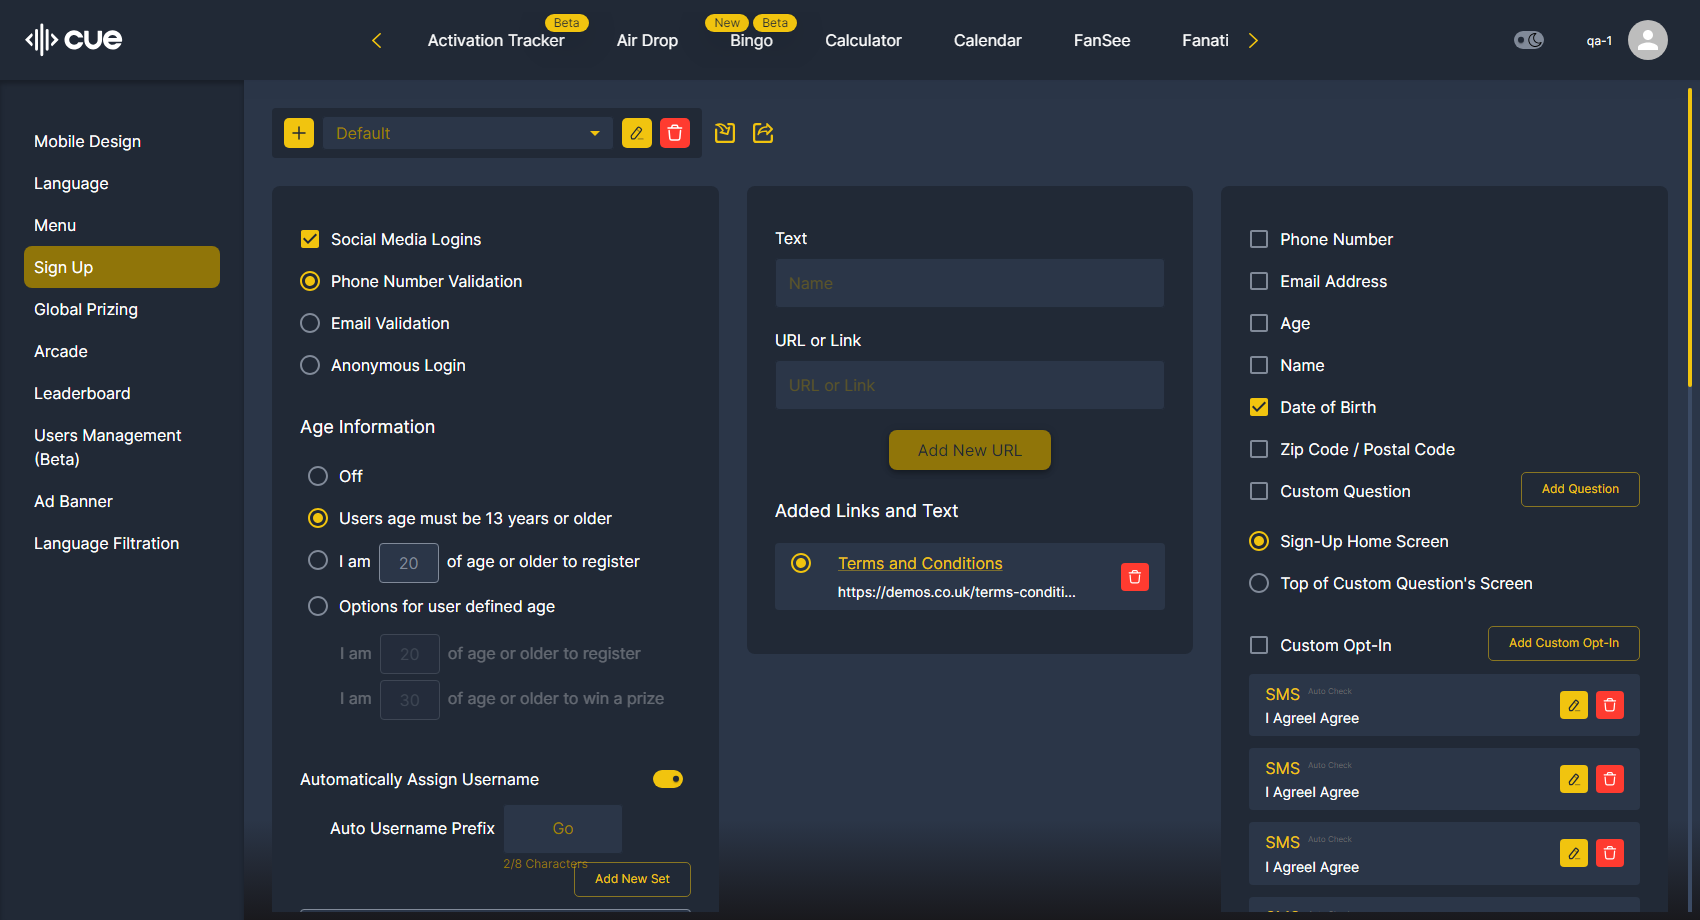 cue
Activation Tracker
Beta
Air Drop
New
Beta
Bingo
Calculator
Calendar
FanSee
Fanati
qa-1
Mobile Design
Language
Menu
Sign Up
Global Prizing
Arcade
Leaderboard
Users Management
(Beta)
Ad Banner
Language Filtration
Default
Social Media Logins
Phone Number Validation
Email Validation
Anonymous Login
Age Information
Off
Users age must be 13 years or older
I am 20 of age or older to register
Options for user defined age
I am 20 of age or older to register
I am 30 of age or older to win a prize
Automatically Assign Username
Auto Username Prefix Go
2/8 Characters
Add New Set
Text
Name
URL or Link
URL or Link
Add New URL
Added Links and Text
Terms and Conditions
https://demos.co.uk/terms-conditi...
Phone Number
Email Address
Age
Name
Date of Birth
Zip Code / Postal Code
Custom Question
Add Question
Sign-Up Home Screen
Top of Custom Question's Screen
Custom Opt-In
Add Custom Opt-In
SMS Auto Check
I AgreeI Agree
SMS Auto Check
I AgreeI Agree
SMS Auto Check
I AgreeI Agree